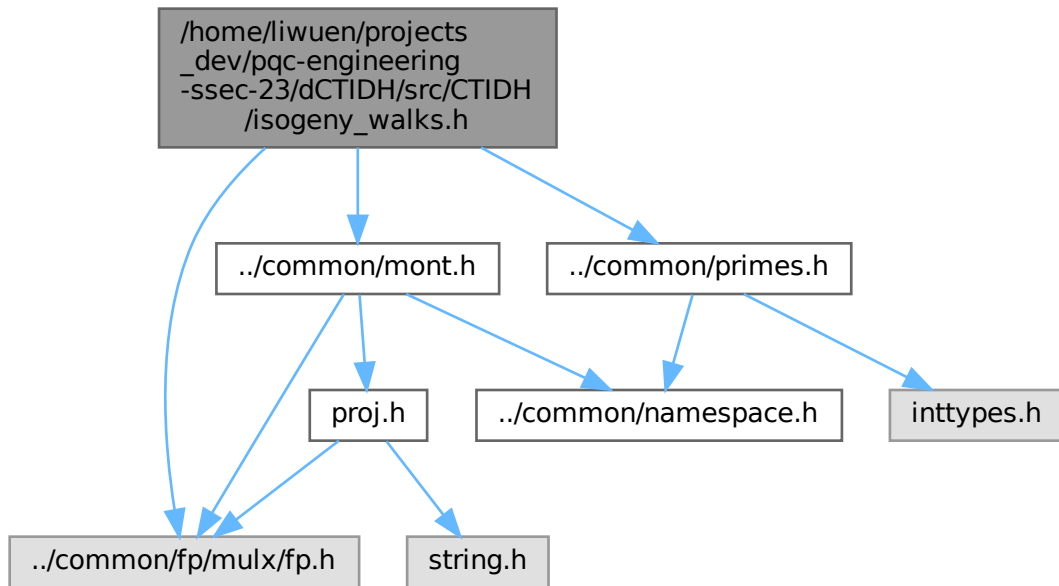 /home/liwuen/projects
_dev/pqc-engineering
-ssec-23/dCTIDH/src/CTIDH
/isogeny_walks.h
../common/mont.h
../common/primes.h
proj.h
../common/namespace.h
inttypes.h
../common/fp/mulx/fp.h
string.h